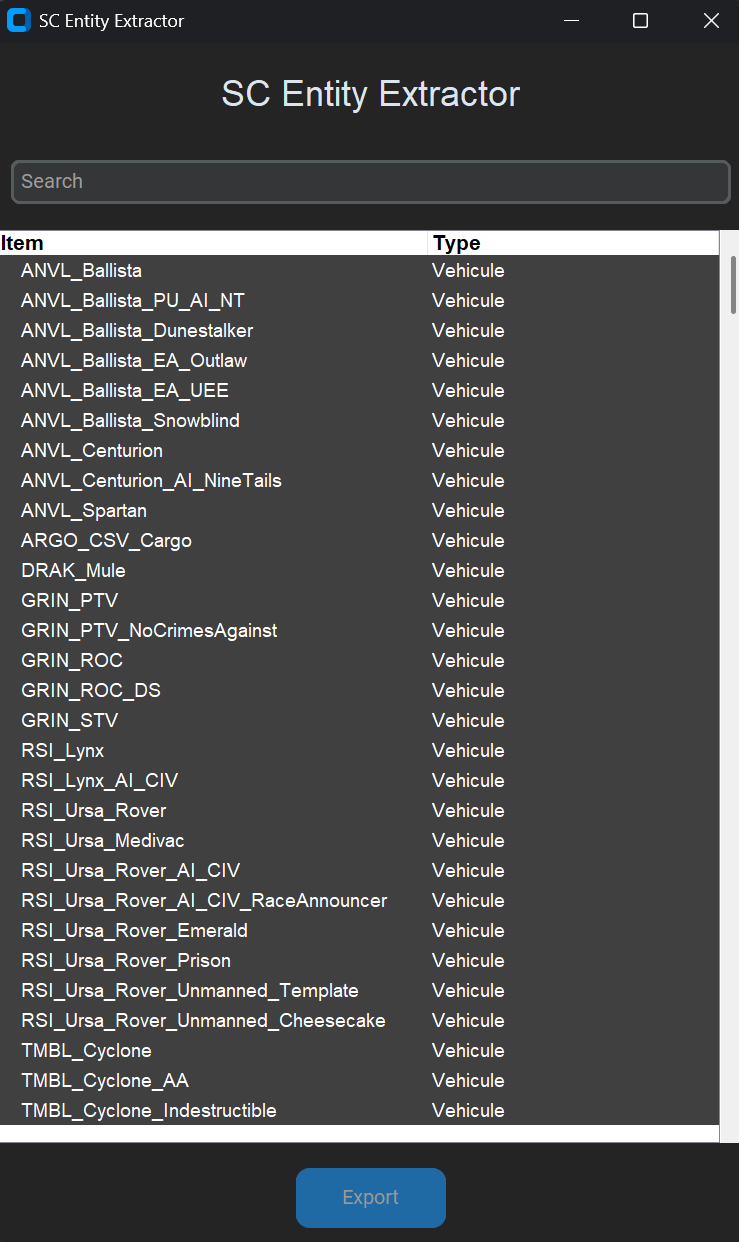 SC Entity Extractor
SC Entity Extractor
Search
Item Type
ANVL_Ballista Vehicule
ANVL_Ballista_PU_AI_NT Vehicule
ANVL_Ballista_Dunestalker Vehicule
ANVL_Ballista_EA_Outlaw Vehicule
ANVL_Ballista_EA_UEE Vehicule
ANVL_Ballista_Snowblind Vehicule
ANVL_Centurion Vehicule
ANVL_Centurion_AI_NineTails Vehicule
ANVL_Spartan Vehicule
ARGO_CSV_Cargo Vehicule
DRAK_Mule Vehicule
GRIN_PTV Vehicule
GRIN_PTV_NoCrimesAgainst Vehicule
GRIN_ROC Vehicule
GRIN_ROC_DS Vehicule
GRIN_STV Vehicule
RSI_Lynx Vehicule
RSI_Lynx_AI_CIV Vehicule
RSI_Ursa_Rover Vehicule
RSI_Ursa_Medivac Vehicule
RSI_Ursa_Rover_AI_CIV Vehicule
RSI_Ursa_Rover_AI_CIV_RaceAnnouncer Vehicule
RSI_Ursa_Rover_Emerald Vehicule
RSI_Ursa_Rover_Prison Vehicule
RSI_Ursa_Rover_Unmanned_Template Vehicule
RSI_Ursa_Rover_Unmanned_Cheesecake Vehicule
TMBL_Cyclone Vehicule
TMBL_Cyclone_AA Vehicule
TMBL_Cyclone_Indestructible Vehicule
Export